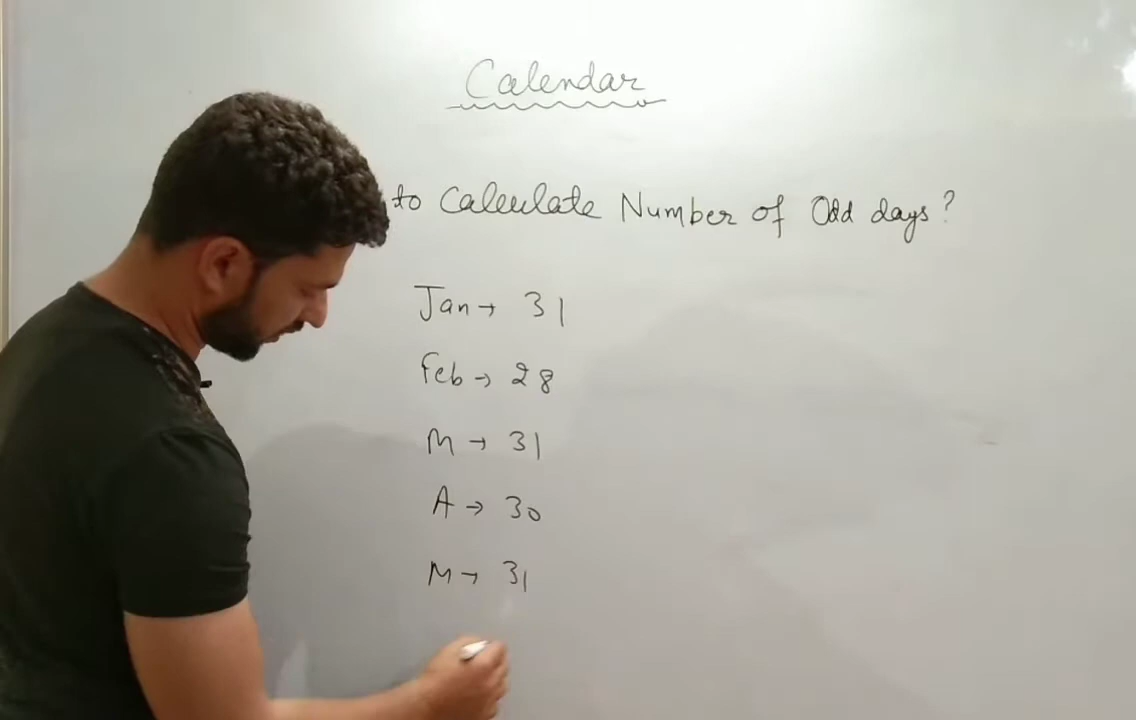 Calendar
to Calculate Number of Odd days?
Jan → 31
Feb → 28
M → 31
A → 30
M → 31